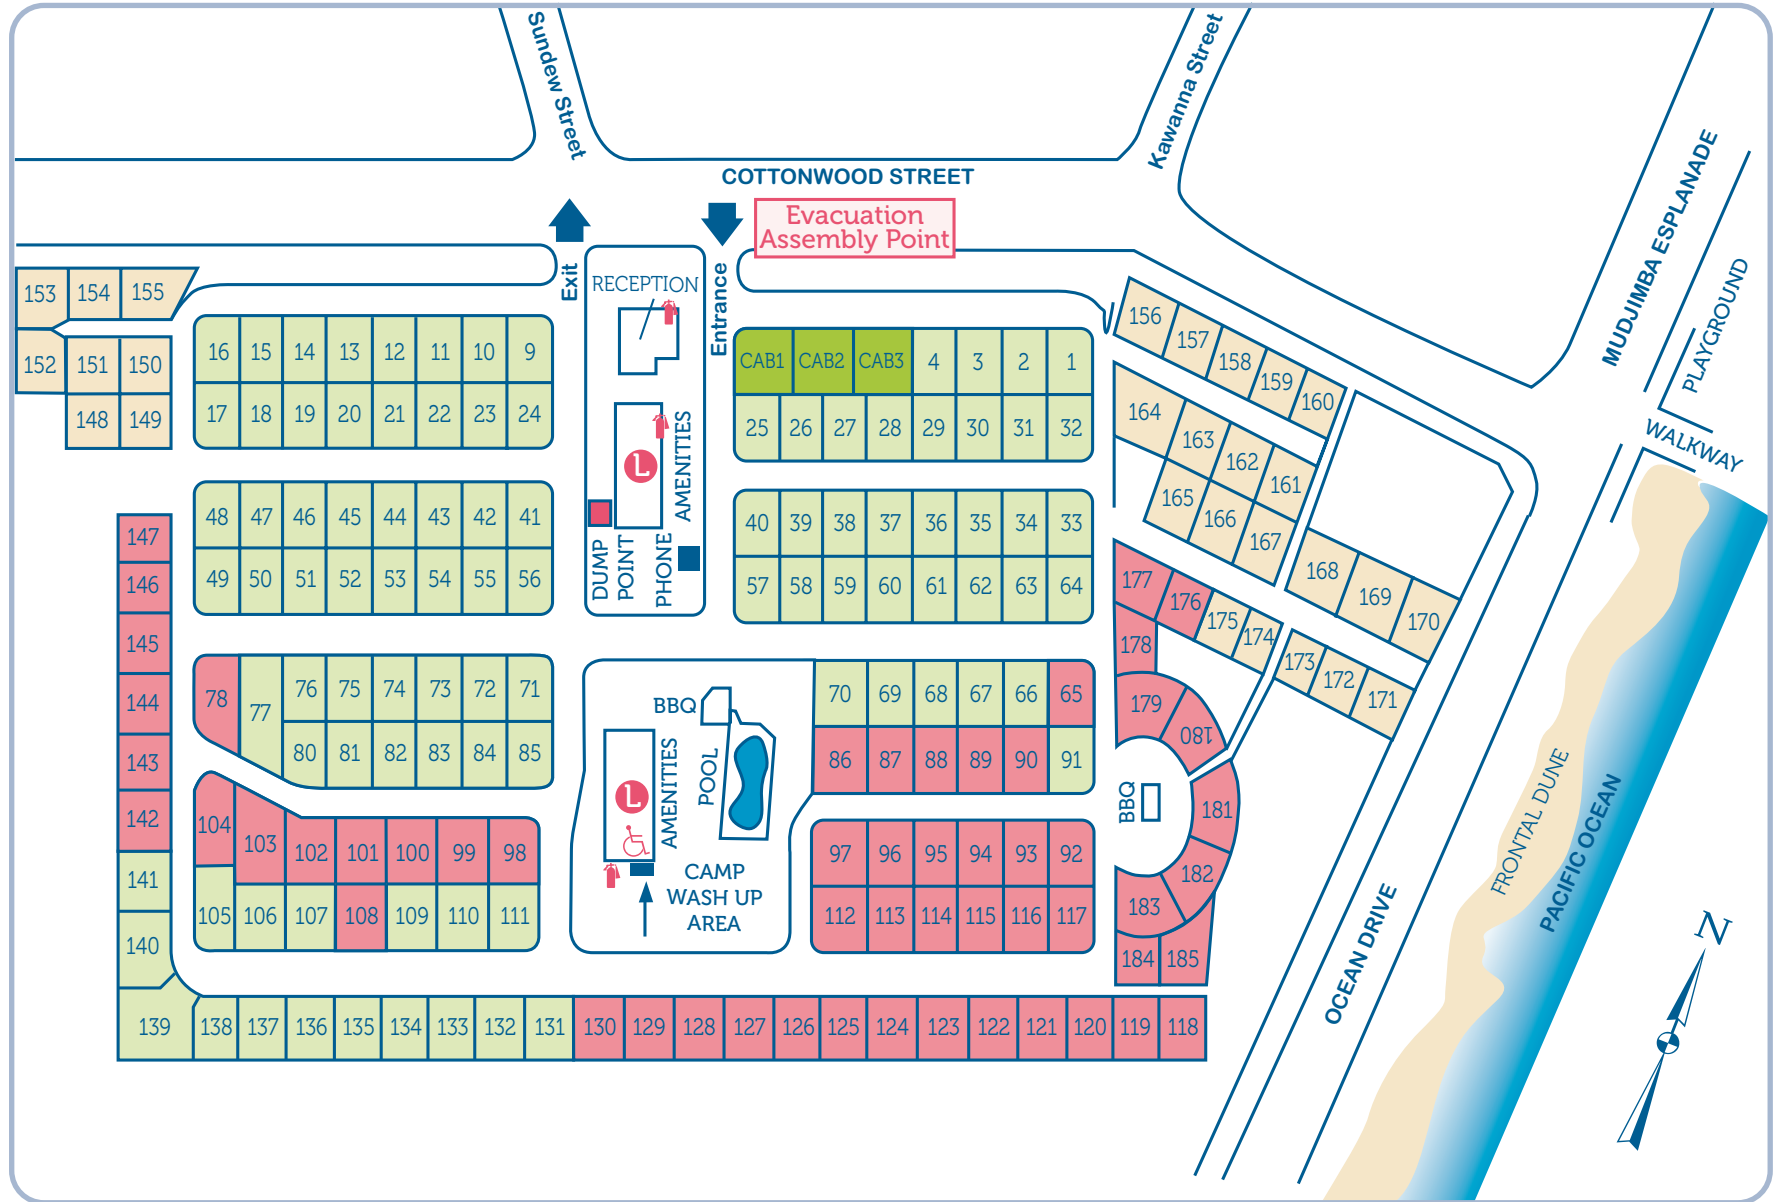 Sundew Street
Kawanna Street
COTTONWOOD STREET
MUDJIMBA ESPLANADE
PLAYGROUND
WALKWAY
Evacuation
Assembly Point
Exit
RECEPTION
Entrance
153 154 155
152 151 150
148 149
16 15 14 13 12 11 10 9
17 18 19 20 21 22 23 24
CAB1 CAB2 CAB3 4 3 2 1
25 26 27 28 29 30 31 32
156 157 158 159 160
164 163 162 161
165 166 167
168 169 170
L
AMENITIES
DUMP
POINT
PHONE
48 47 46 45 44 43 42 41
49 50 51 52 53 54 55 56
40 39 38 37 36 35 34 33
57 58 59 60 61 62 63 64
177 176 175 174
173 172 171
178
179
180
181
182
183
184 185
BBQ
147
146
145
144
143
142
141
140
139
78 77 76 75 74 73 72 71
80 81 82 83 84 85
BBQ
POOL
L
AMENITIES
CAMP
WASH UP
AREA
70 69 68 67 66 65
86 87 88 89 90 91
104 103 102 101 100 99 98
105 106 107 108 109 110 111
97 96 95 94 93 92
112 113 114 115 116 117
138 137 136 135 134 133 132 131 130 129 128 127 126 125 124 123 122 121 120 119 118
OCEAN DRIVE
FRONTAL DUNE
PACIFIC OCEAN
N